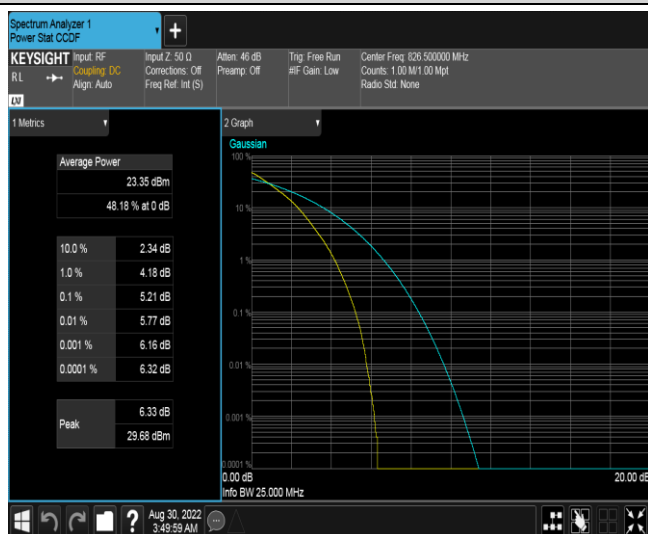 Spectrum Analyzer 1
Power Stat CCDF
+
KEYSIGHT
RL
LXI
Input: RF
Coupling: DC
Align: Auto
Input Z: 50 Ω
Corrections: Off
Freq Ref: Int (S)
Atten: 46 dB
Preamp: Off
Trig: Free Run
#IF Gain: Low
Center Freq: 826.500000 MHz
Counts: 1.00 M/1.00 Mpt
Radio Std: None
1 Metrics
Average Power
23.35 dBm
48.18 % at 0 dB
10.0 % 2.34 dB
1.0 % 4.18 dB
0.1 % 5.21 dB
0.01 % 5.77 dB
0.001 % 6.16 dB
0.0001 % 6.32 dB
Peak
6.33 dB
29.68 dBm
2 Graph
Gaussian
100 %
10 %
1 %
0.1 %
0.01 %
0.001 %
0.0001 %
0.00 dB 20.00 dB
Info BW 25.000 MHz
?
Aug 30, 2022
3:49:59 AM